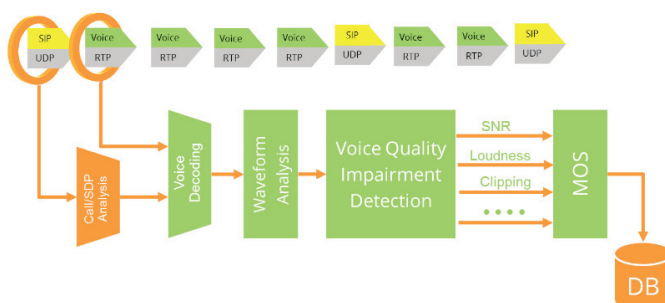 SIP Voice Voice Voice Voice SIP Voice Voice SIP
UDP RTP RTP RTP RTP UDP RTP RTP UDP
Call/SDP
Analysis
Voice
Decoding
Waveform
Analysis
Voice Quality
Impairment
Detection
SNR
Loudness
Clipping
MOS
DB